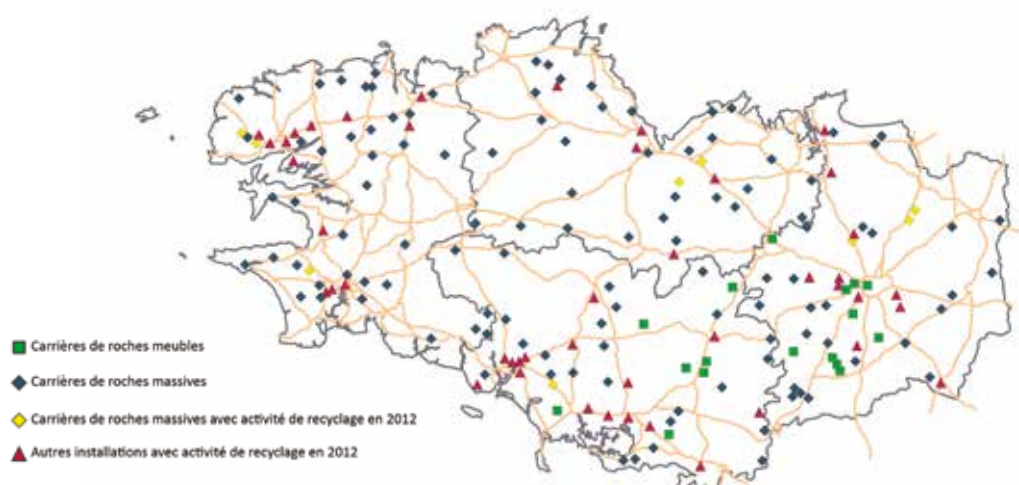 Carrières de roches meubles
Carrières de roches massives
Carrières de roches massives avec activité de recyclage en 2012
Autres installations avec activité de recyclage en 2012